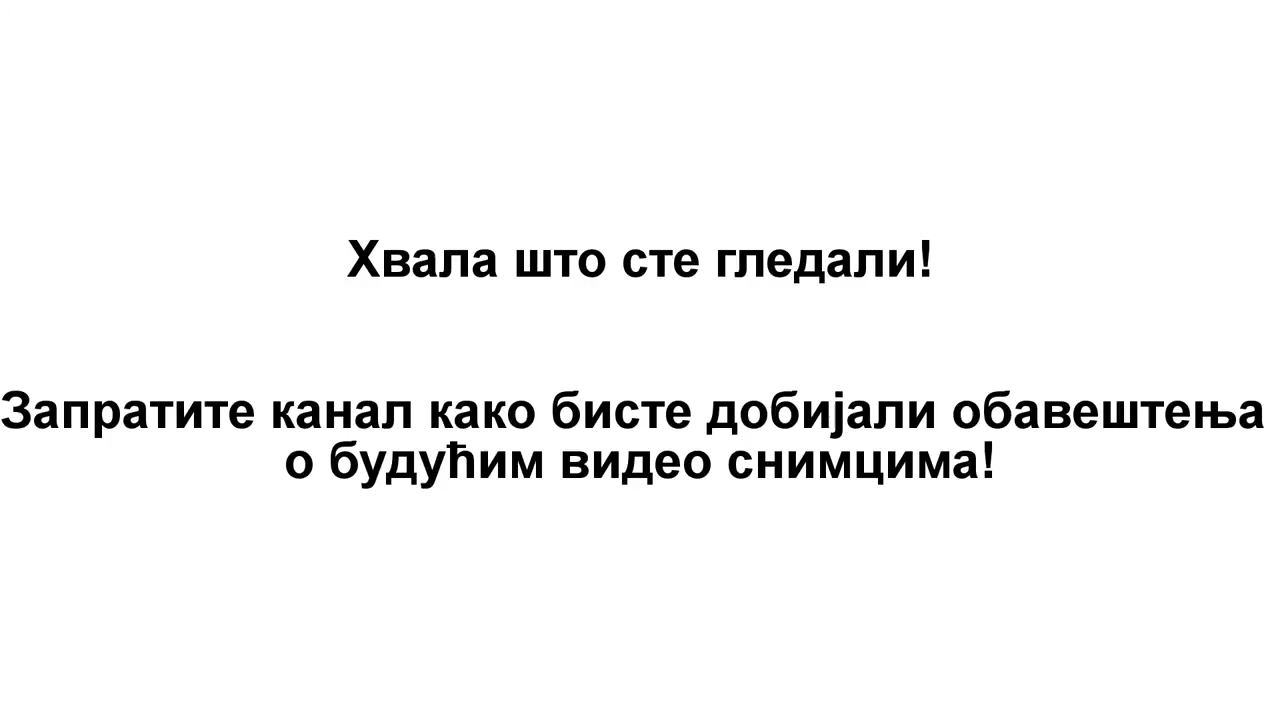 Хвала што сте гледали!
Запратите канал како бисте добијали обавештења
о будућим видео снимцима!